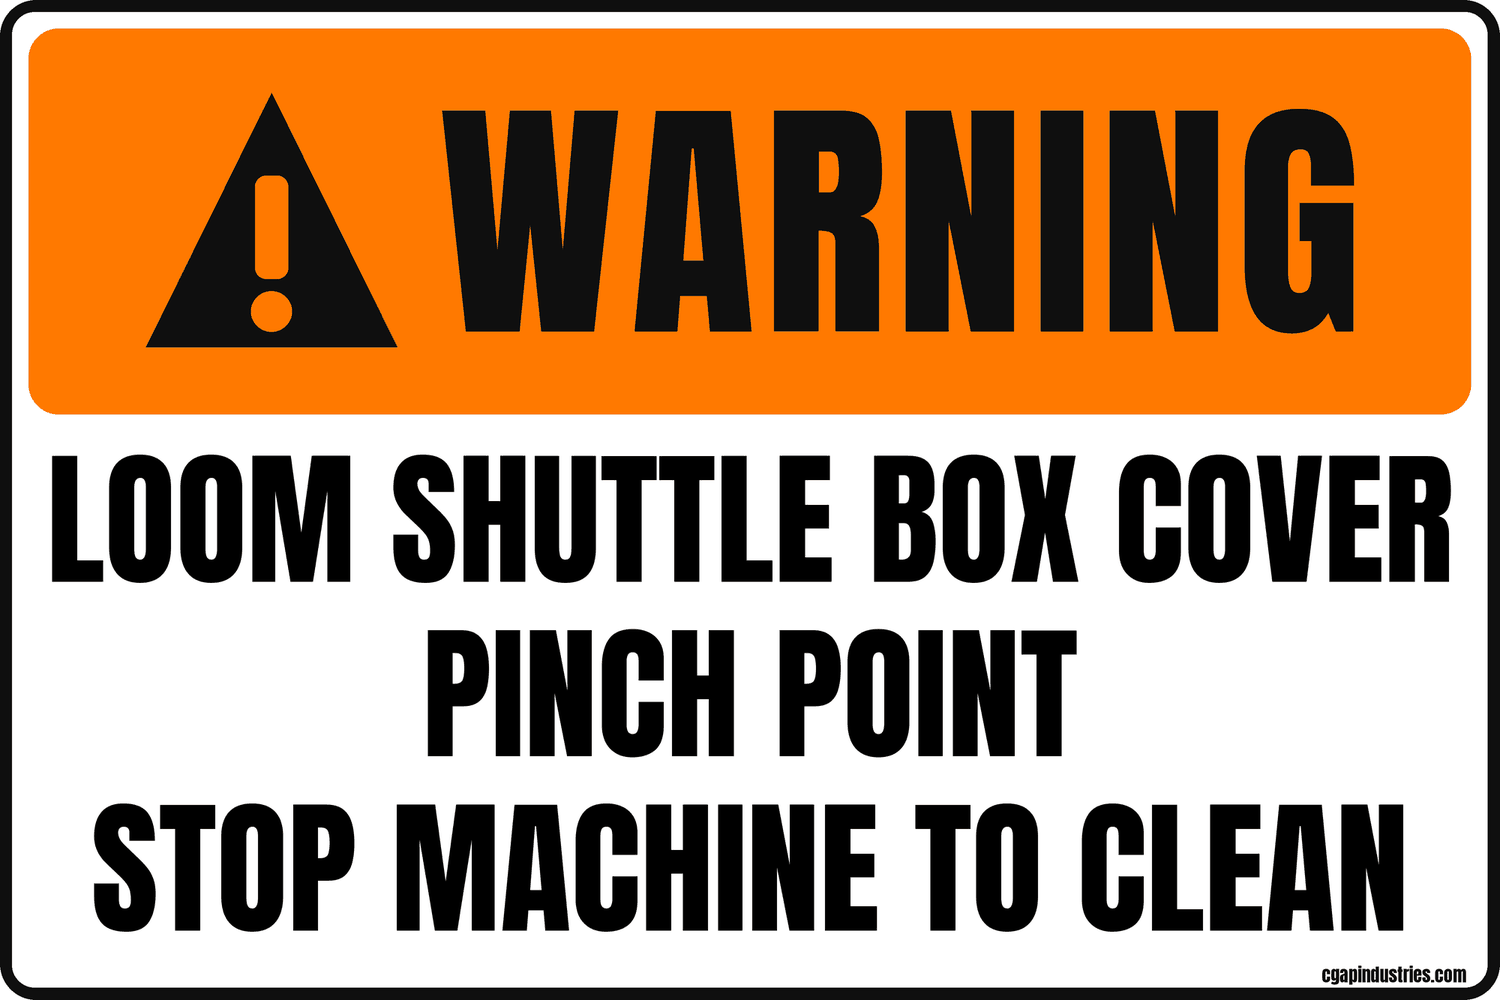 WARNING
LOOM SHUTTLE BOX COVER
PINCH POINT
STOP MACHINE TO CLEAN
cgapindustries.com